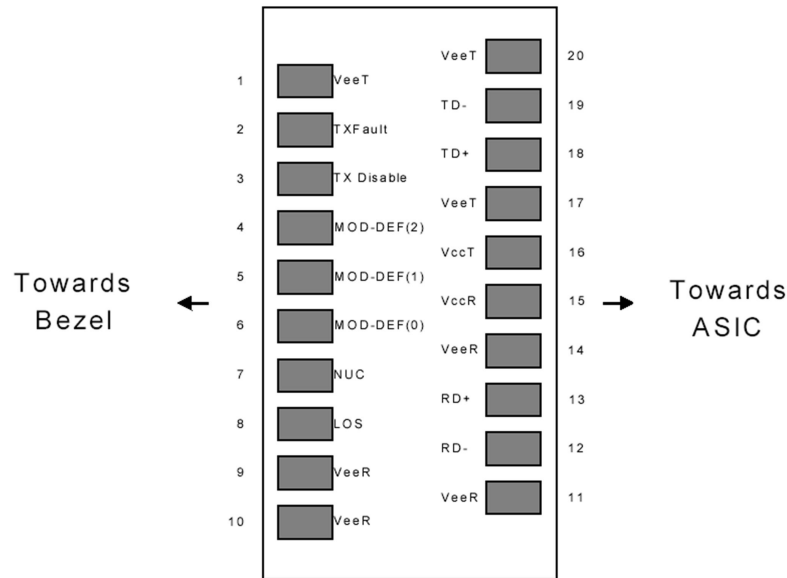 VeeT 20
1 VeeT
TD- 19
2 TXFault
TD+ 18
3 TX Disable
VeeT 17
4 MOD-DEF(2)
VccT 16
5 MOD-DEF(1)
Towards
Bezel
VccR 15
Towards
ASIC
6 MOD-DEF(0)
VeeR 14
7 NUC
RD+ 13
8 LOS
RD- 12
9 VeeR
VeeR 11
10 VeeR